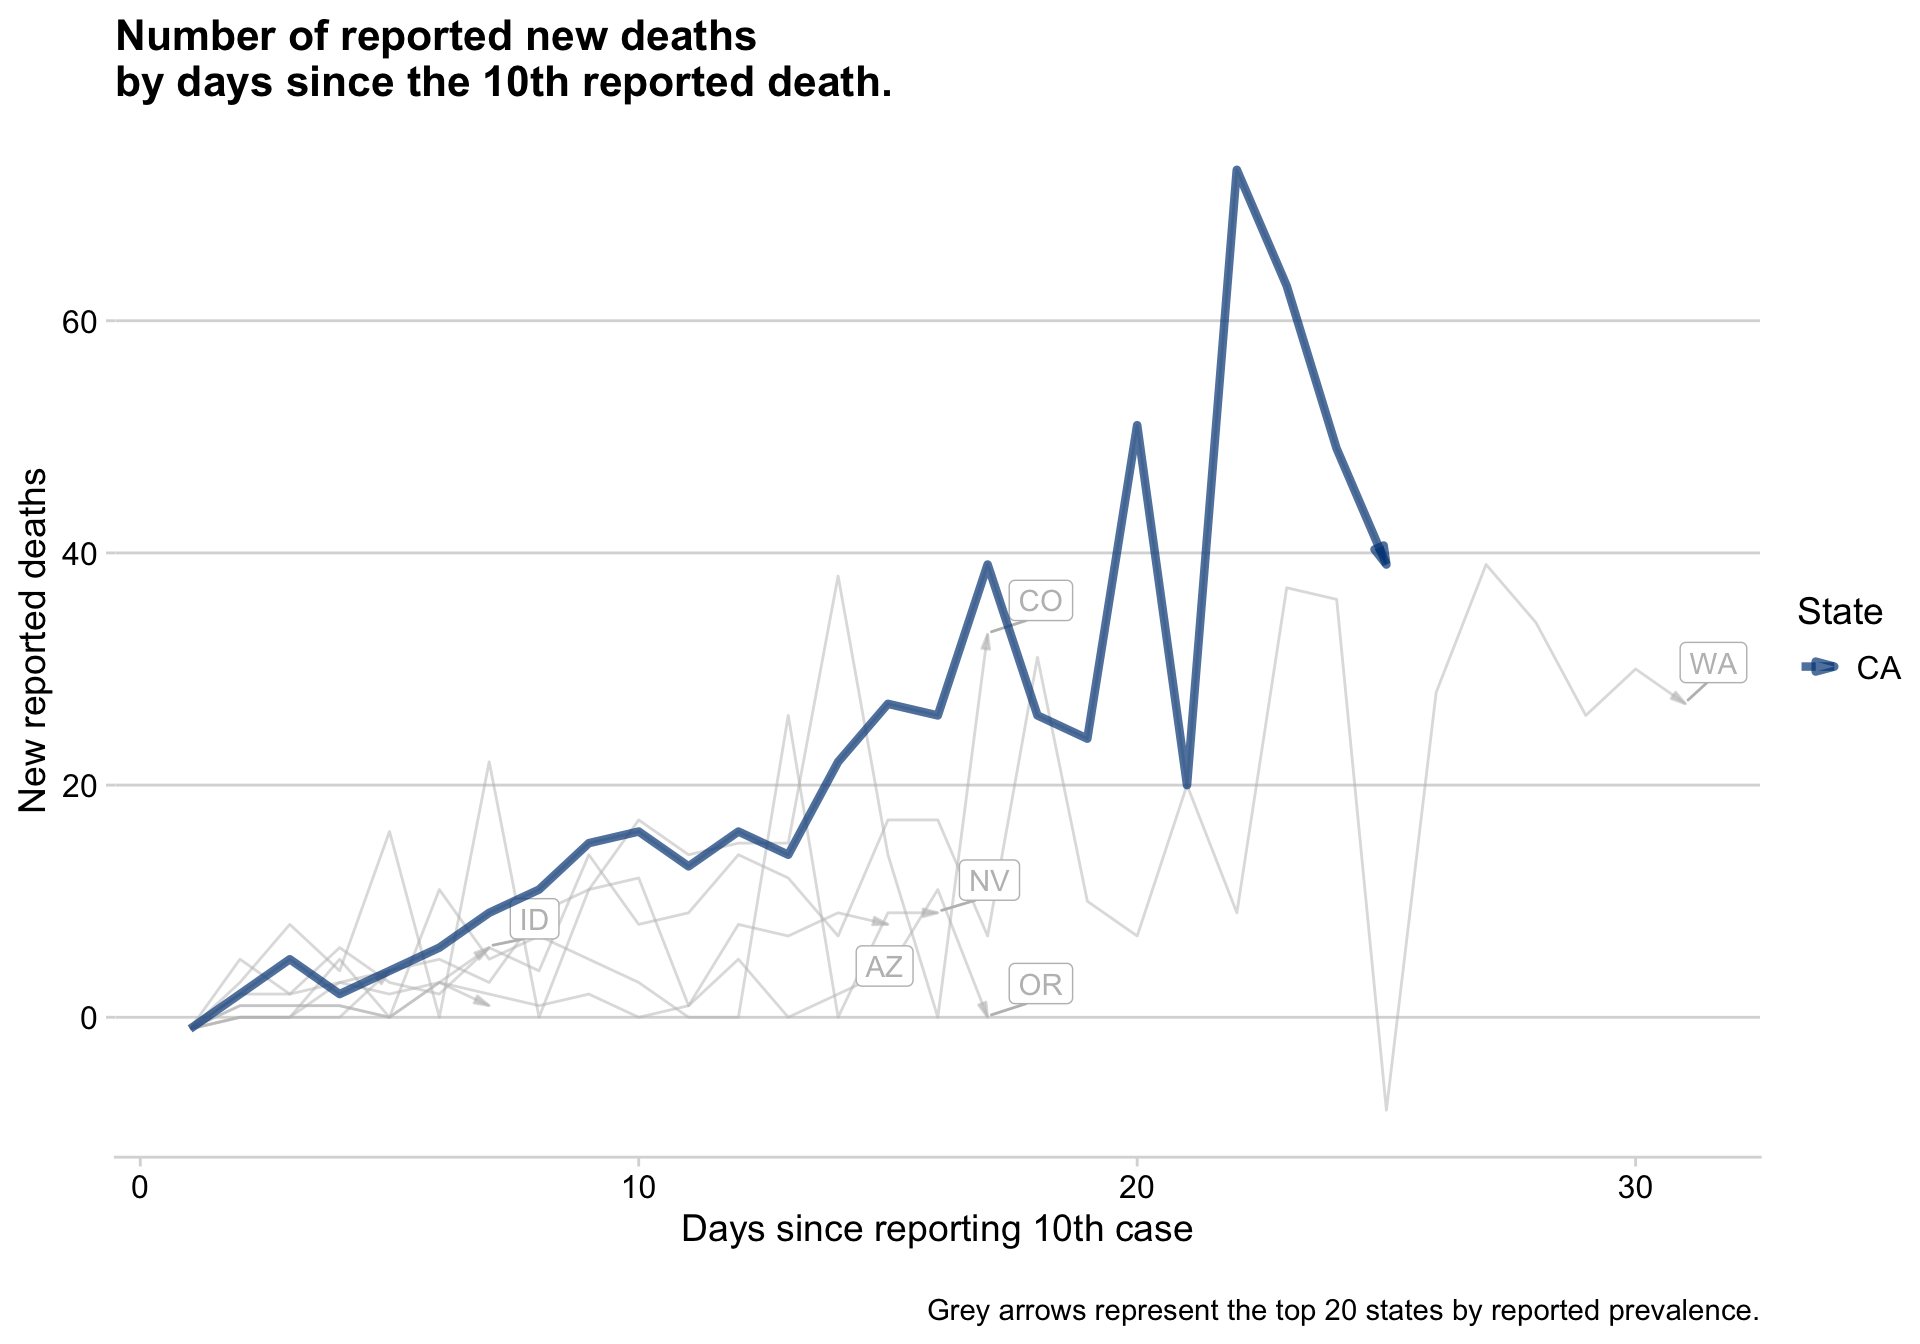 Number of reported new deaths
by days since the 10th reported death.
New reported deaths
60
40
20
0
CO
WA
NV
ID
AZ
OR
State
CA
0 10 20 30
Days since reporting 10th case
Grey arrows represent the top 20 states by reported prevalence.